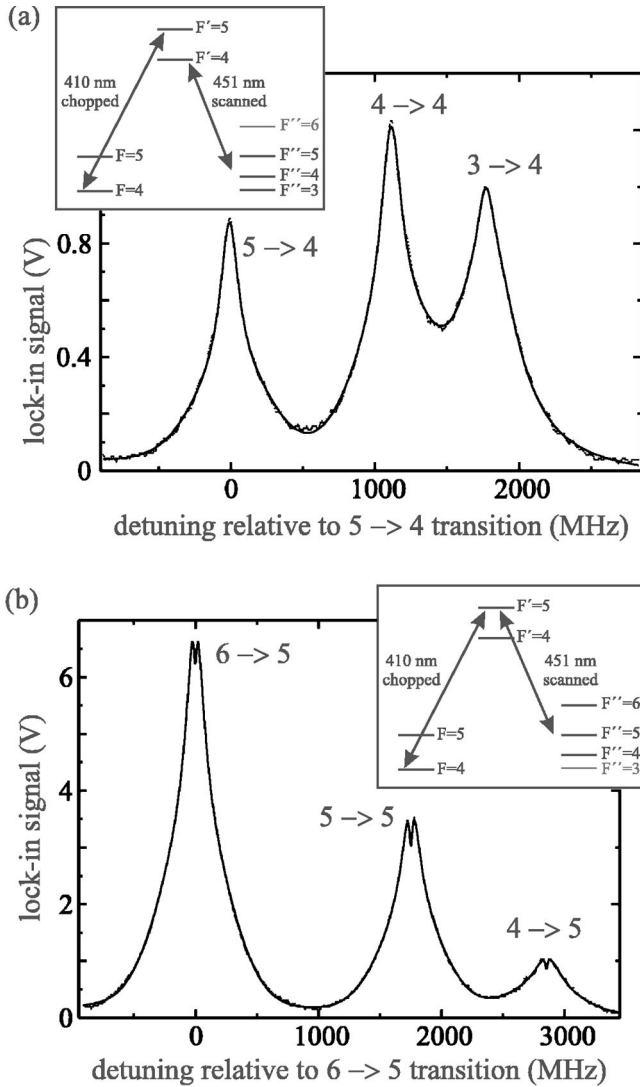 (a)
F´=5
F´=4
410 nm
chopped
451 nm
scanned
F´´=6
F=5
F´´=5
F´´=4
F=4
F´´=3
5 –> 4
4 –> 4
3 –> 4
lock-in signal (V)
0.8
0.4
0
0
1000
2000
detuning relative to 5 –> 4 transition (MHz)
(b)
F´=5
F´=4
410 nm
chopped
451 nm
scanned
F´´=6
F=5
F´´=5
F´´=4
F=4
F´´=3
6 –> 5
5 –> 5
4 –> 5
lock-in signal (V)
6
4
2
0
0
1000
2000
3000
detuning relative to 6 –> 5 transition (MHz)